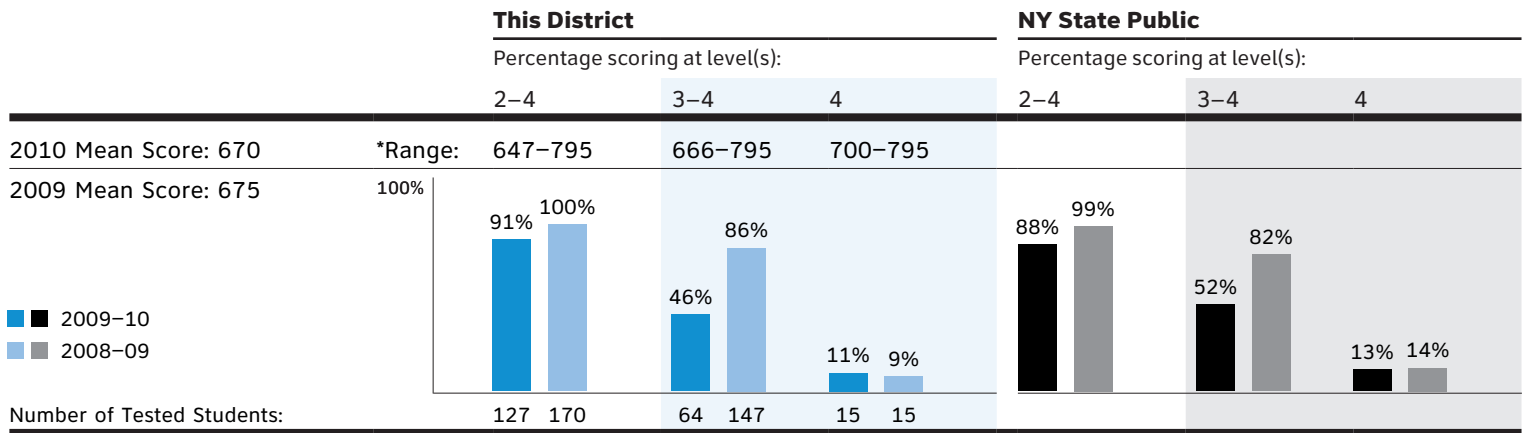 This District NY State Public
Percentage scoring at level(s): Percentage scoring at level(s):
2–4 3–4 4 2–4 3–4 4
2010 Mean Score: 670 *Range: 647–795 666–795 700–795
2009 Mean Score: 675 100%
91% 100% 86% 88% 99% 82%
46% 52%
11% 9% 13% 14%
2009–10
2008–09
Number of Tested Students: 127 170 64 147 15 15